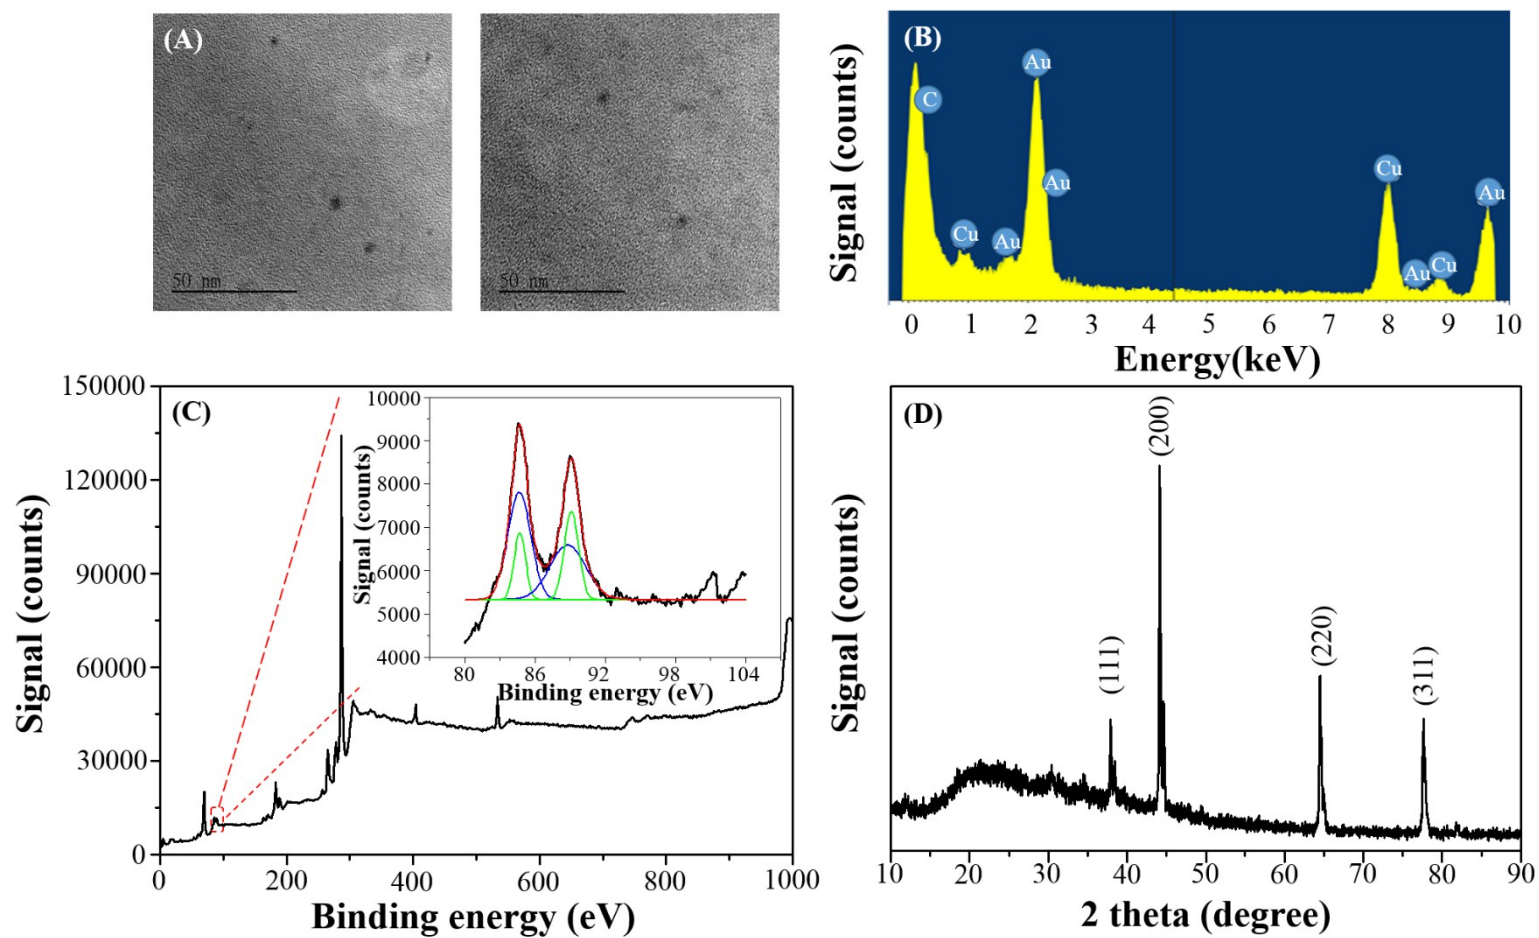 (A)
50 nm
50 nm
(B)
Signal (counts)
C
Cu
Au
Au
Au
Cu
Au
Cu
Au
0 1 2 3 4 5 6 7 8 9 10
Energy(keV)
(C)
Signal (counts)
150000
120000
90000
60000
30000
0
0 200 400 600 800 1000
Binding energy (eV)
Signal (counts)
10000
9000
8000
7000
6000
5000
4000
80 86 92 98 104
Binding energy (eV)
(D)
Signal (counts)
(111)
(200)
(220)
(311)
10 20 30 40 50 60 70 80 90
2 theta (degree)